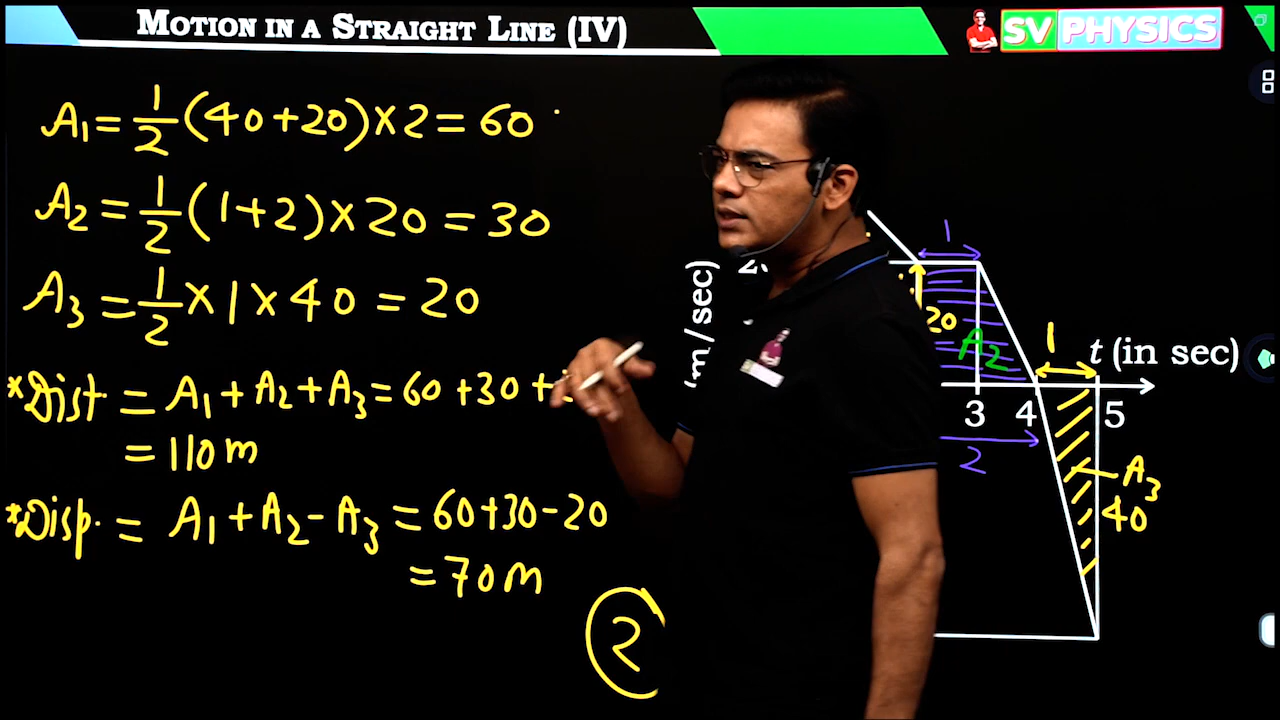 MOTION IN A STRAIGHT LINE (IV)
SV PHYSICS
A₁ = 1/2 (40+20) × 2 = 60
A₂ = 1/2 (1+2) × 20 = 30
A₃ = 1/2 × 1 × 40 = 20
*Dist. = A₁ + A₂ + A₃ = 60 + 30 +
= 110 m
*Disp. = A₁ + A₂ - A₃ = 60+30-20
= 70 m
2
(m/sec)
1
20
A₂
1
t (in sec)
3 4 5
2
A₃
40